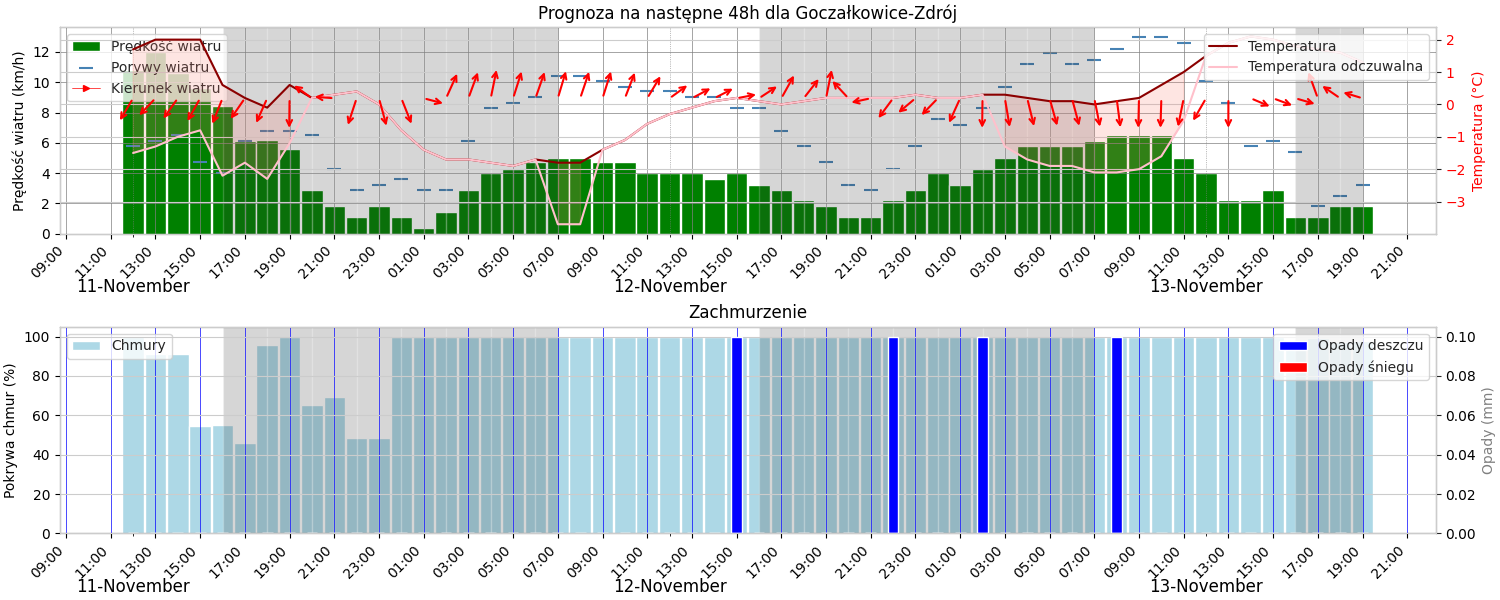 Prognoza na następne 48h dla Goczałkowice-Zdrój
Prędkość wiatru
Porywy wiatru
Kierunek wiatru
Temperatura
Temperatura odczuwalna
Prędkość wiatru (km/h)
0 2 4 6 8 10 12
Temperatura (°C)
2 1 0 −1 −2 −3
09:00 11:00 13:00 15:00 17:00 19:00 21:00 23:00 01:00 03:00 05:00 07:00 09:00 11:00 13:00 15:00 17:00 19:00 21:00 23:00 01:00 03:00 05:00 07:00 09:00 11:00 13:00 15:00 17:00 19:00 21:00
11-November 12-November 13-November
Zachmurzenie
Chmury
Opady deszczu
Opady śniegu
Pokrywa chmur (%)
0 20 40 60 80 100
Opady (mm)
0.10 0.08 0.06 0.04 0.02 0.00
09:00 11:00 13:00 15:00 17:00 19:00 21:00 23:00 01:00 03:00 05:00 07:00 09:00 11:00 13:00 15:00 17:00 19:00 21:00 23:00 01:00 03:00 05:00 07:00 09:00 11:00 13:00 15:00 17:00 19:00 21:00
11-November 12-November 13-November